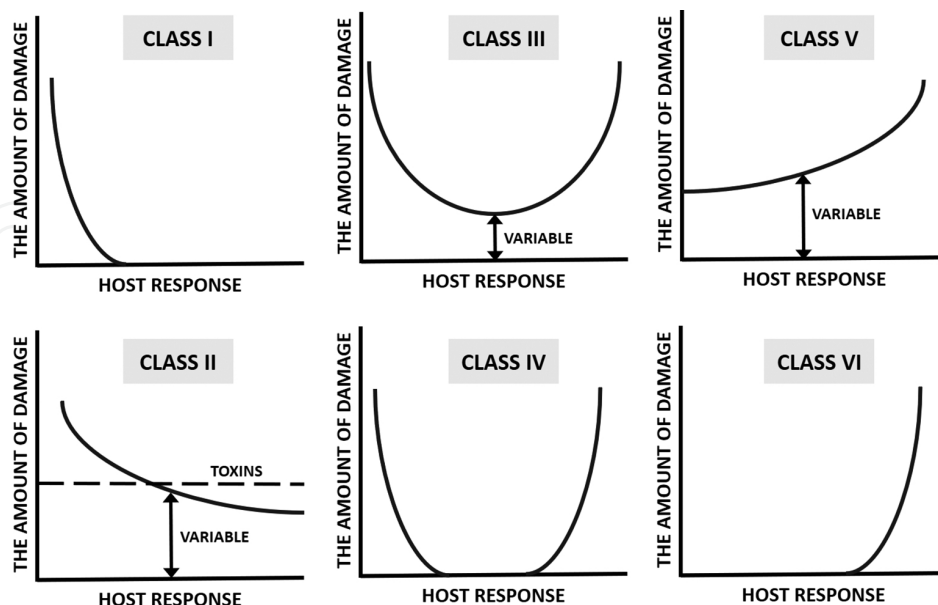 CLASS I
THE AMOUNT OF DAMAGE
HOST RESPONSE
CLASS III
THE AMOUNT OF DAMAGE
VARIABLE
HOST RESPONSE
CLASS V
THE AMOUNT OF DAMAGE
VARIABLE
HOST RESPONSE
CLASS II
THE AMOUNT OF DAMAGE
TOXINS
VARIABLE
HOST RESPONSE
CLASS IV
THE AMOUNT OF DAMAGE
HOST RESPONSE
CLASS VI
THE AMOUNT OF DAMAGE
HOST RESPONSE